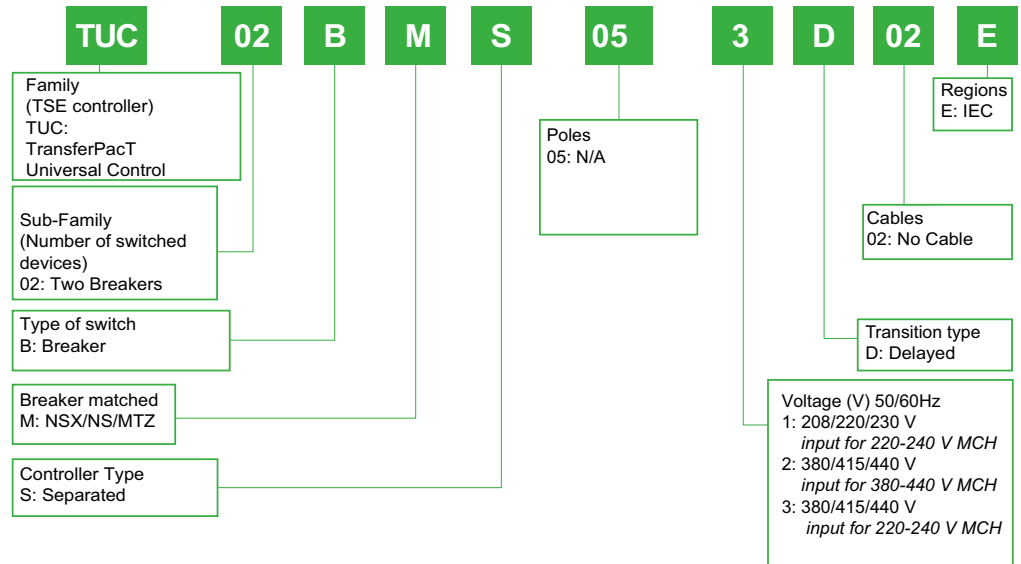 TUC 02 B M S 05 3 D 02 E
Family
(TSE controller)
TUC:
TransferPacT
Universal Control
Sub-Family
(Number of switched
devices)
02: Two Breakers
Type of switch
B: Breaker
Breaker matched
M: NSX/NS/MTZ
Controller Type
S: Separated
Poles
05: N/A
Regions
E: IEC
Cables
02: No Cable
Transition type
D: Delayed
Voltage (V) 50/60Hz
1: 208/220/230 V
input for 220-240 V MCH
2: 380/415/440 V
input for 380-440 V MCH
3: 380/415/440 V
input for 220-240 V MCH